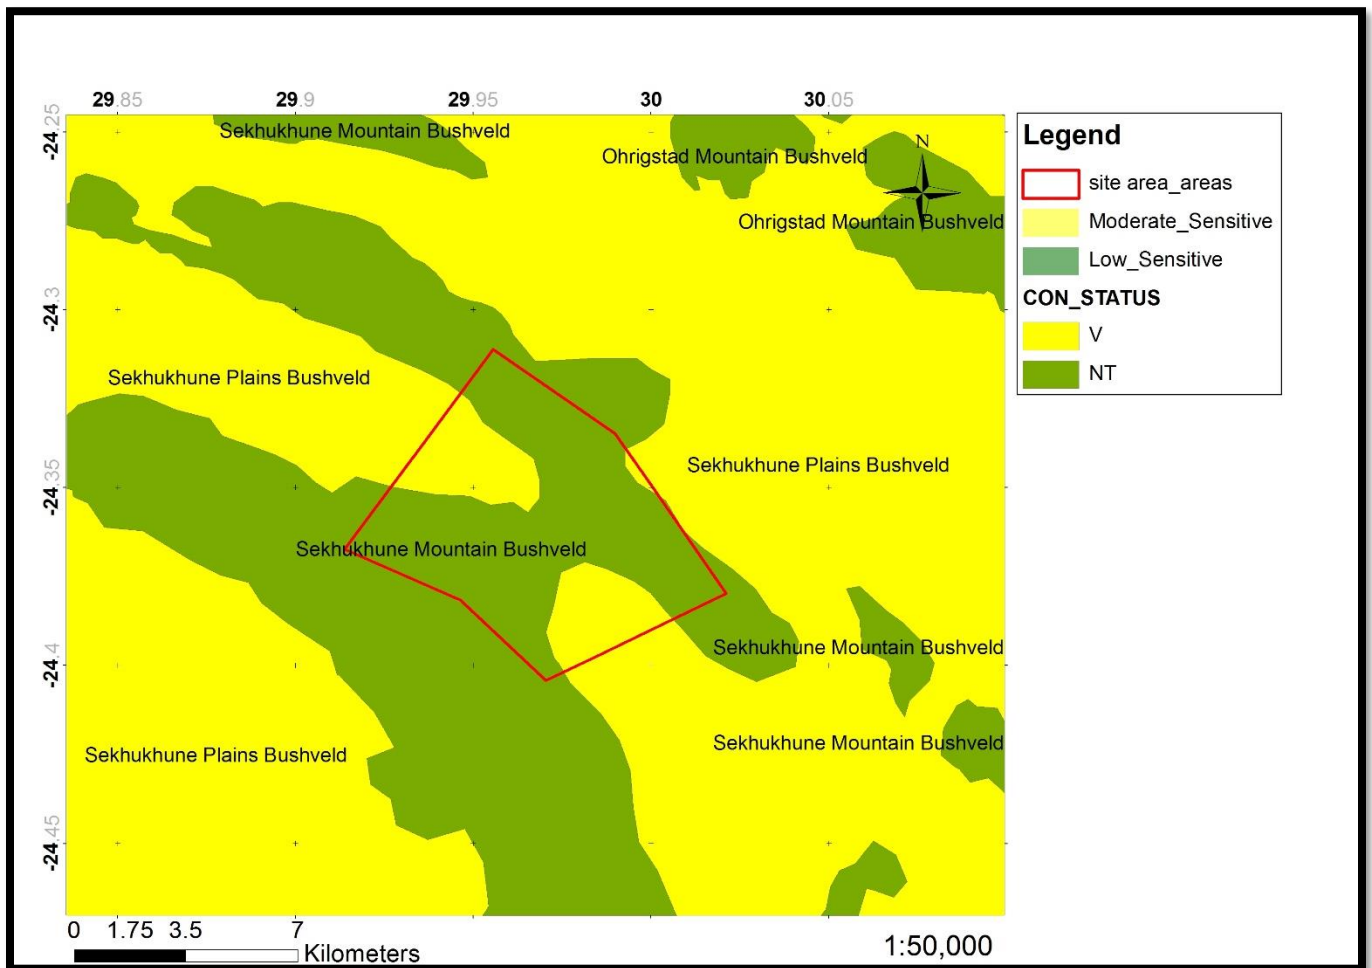 29.85 29.9 29.95 30 30.05
-24.25
-24.3
-24.35
-24.4
-24.45
Sekhukhune Mountain Bushveld
Ohrigstad Mountain Bushveld
N
Ohrigstad Mountain Bushveld
Sekhukhune Plains Bushveld
Sekhukhune Plains Bushveld
Sekhukhune Mountain Bushveld
Sekhukhune Mountain Bushveld
Sekhukhune Mountain Bushveld
Sekhukhune Plains Bushveld
0 1.75 3.5 7
Kilometers
1:50,000
Legend
site area_areas
Moderate_Sensitive
Low_Sensitive
CON_STATUS
V
NT